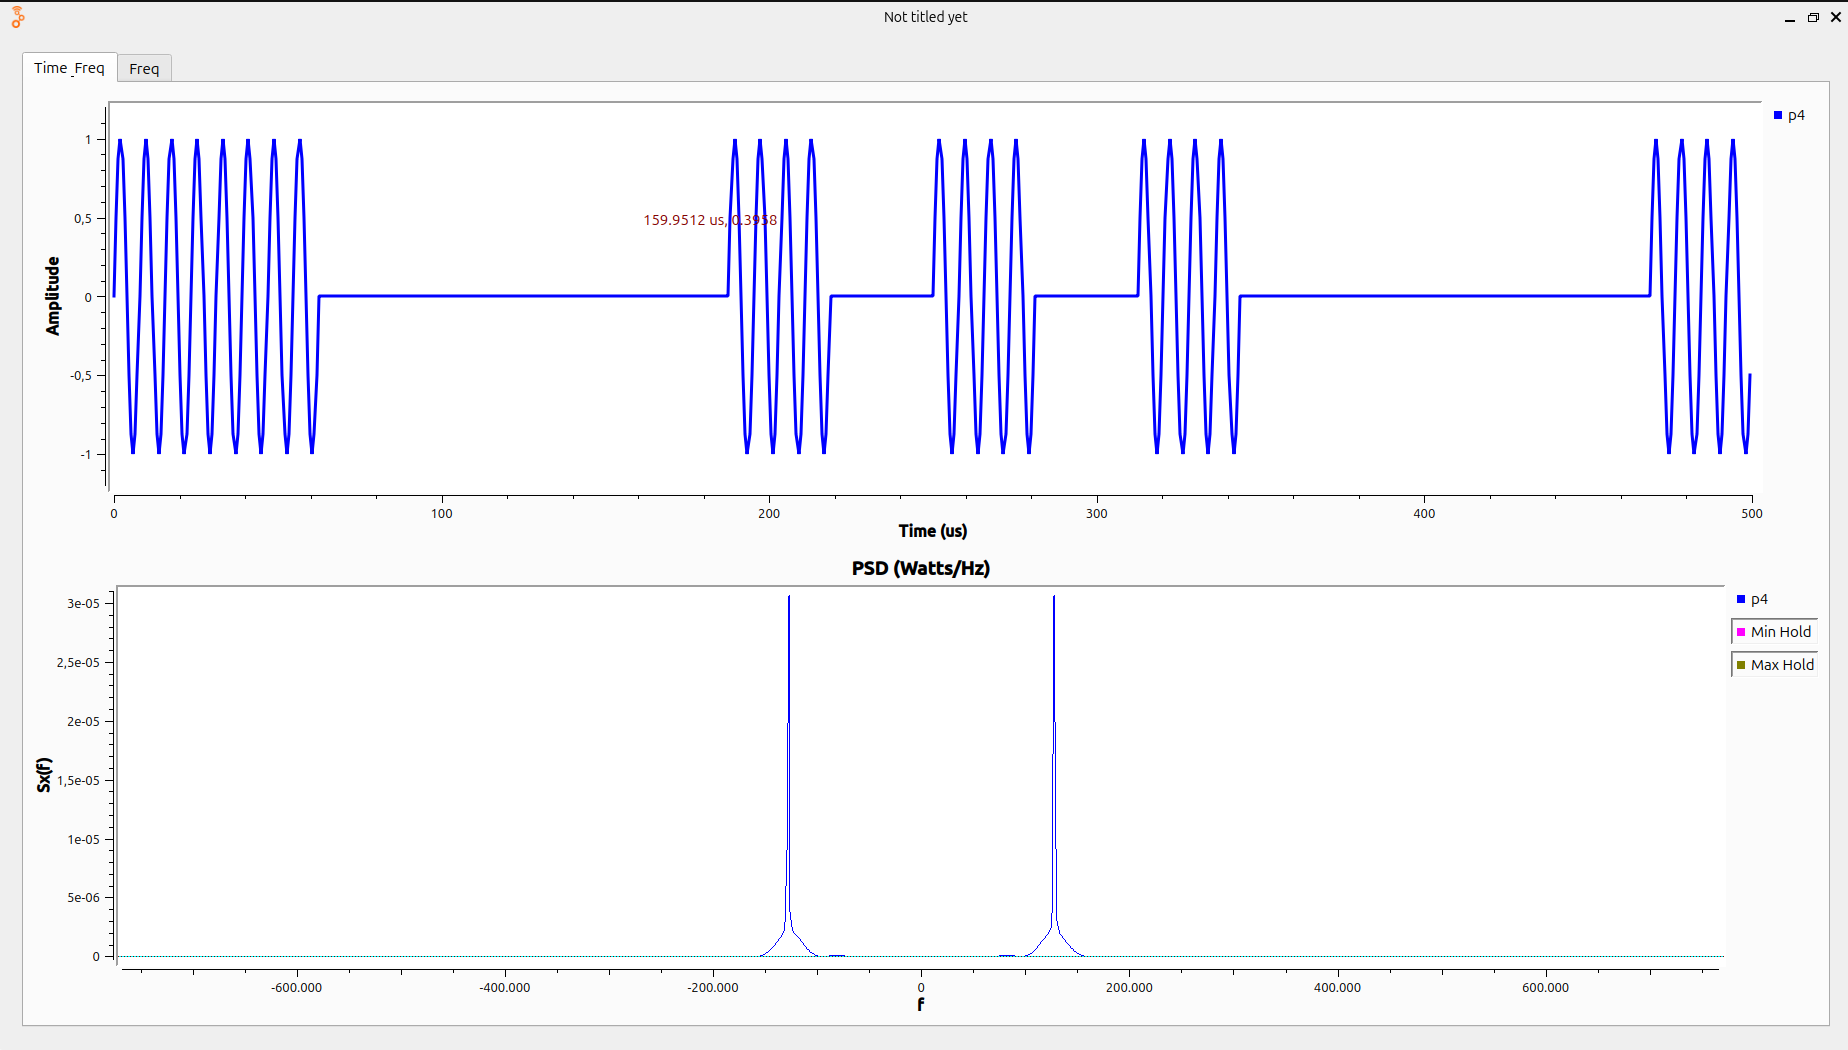 Not titled yet
Time_Freq Freq
p4
1
0,5
0
-0,5
-1
Amplitude
159.9512 us, 0.3958
0 100 200 300 400 500
Time (us)
PSD (Watts/Hz)
p4
Min Hold
Max Hold
3e-05
2,5e-05
2e-05
1,5e-05
1e-05
5e-06
0
Sx(f)
-600.000 -400.000 -200.000 0 200.000 400.000 600.000
f